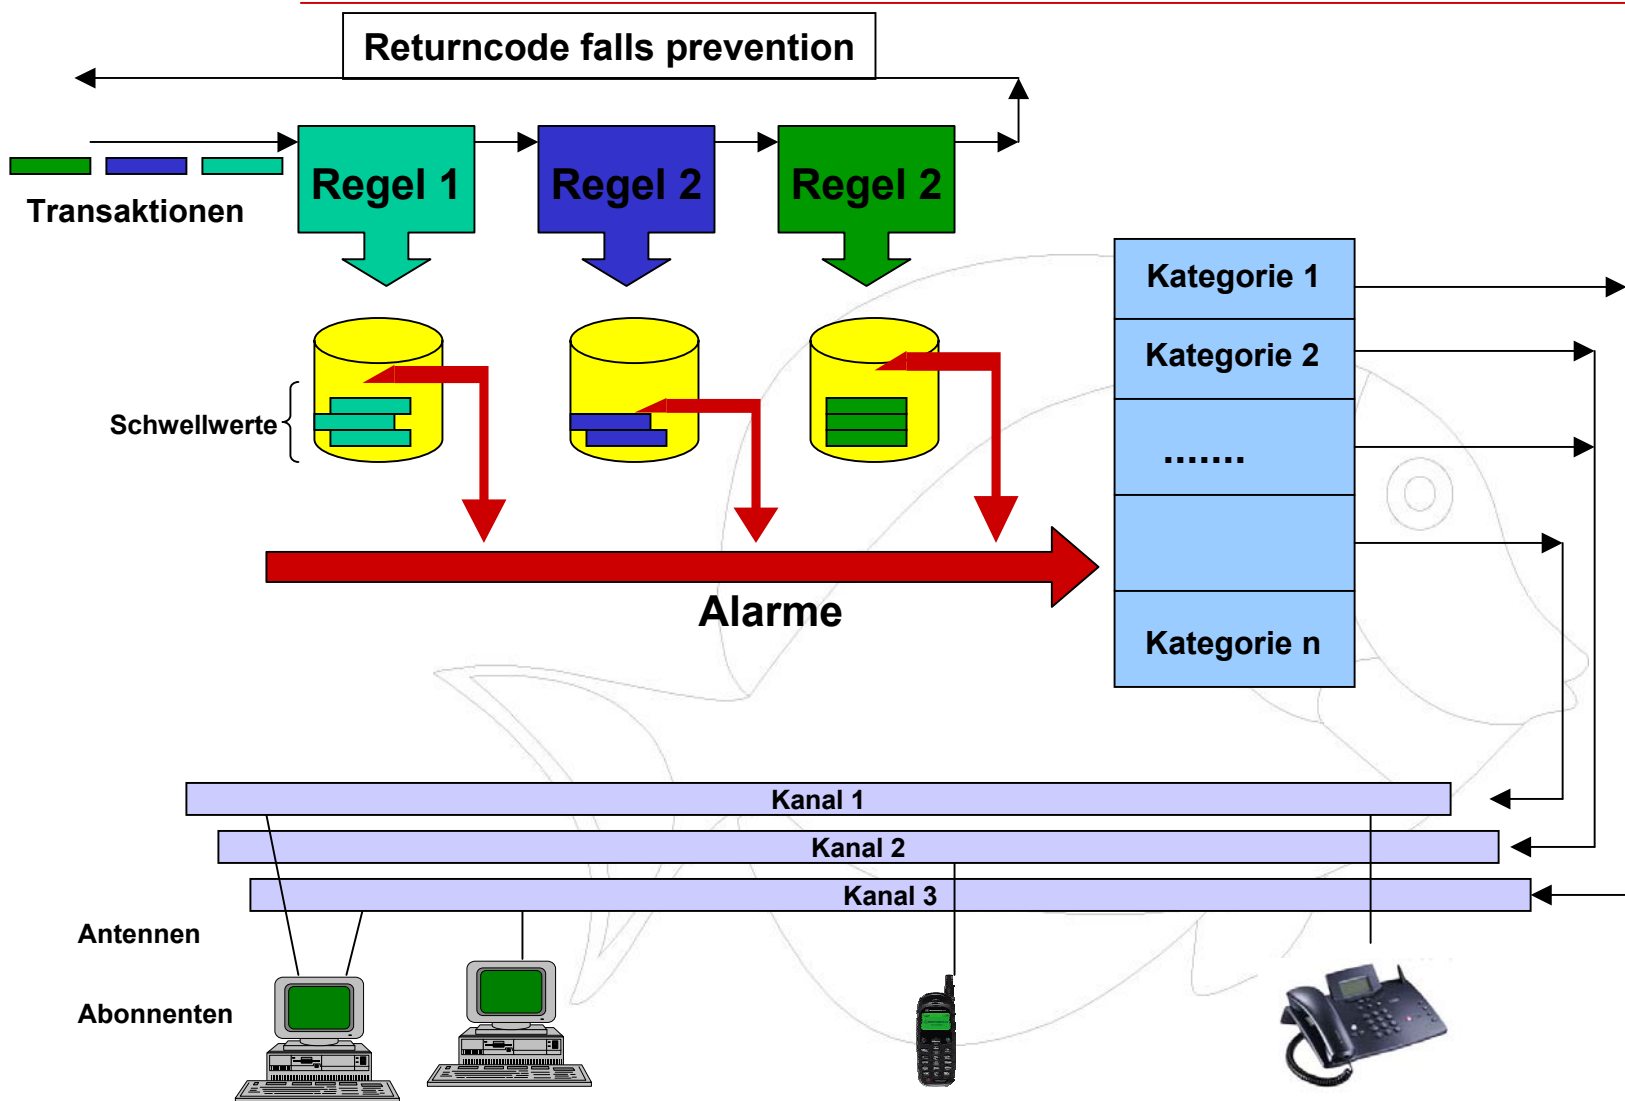 Returncode falls prevention
Regel 1
Regel 2
Regel 2
Transaktionen
Kategorie 1
Kategorie 2
Schwellwerte
.......
Alarme
Kategorie n
Kanal 1
Kanal 2
Kanal 3
Antennen
Abonnenten